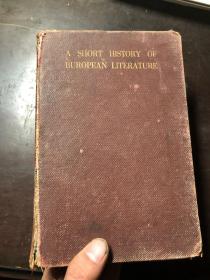 A SHORT HISTORY OF
EUROPEAN LITERATURE